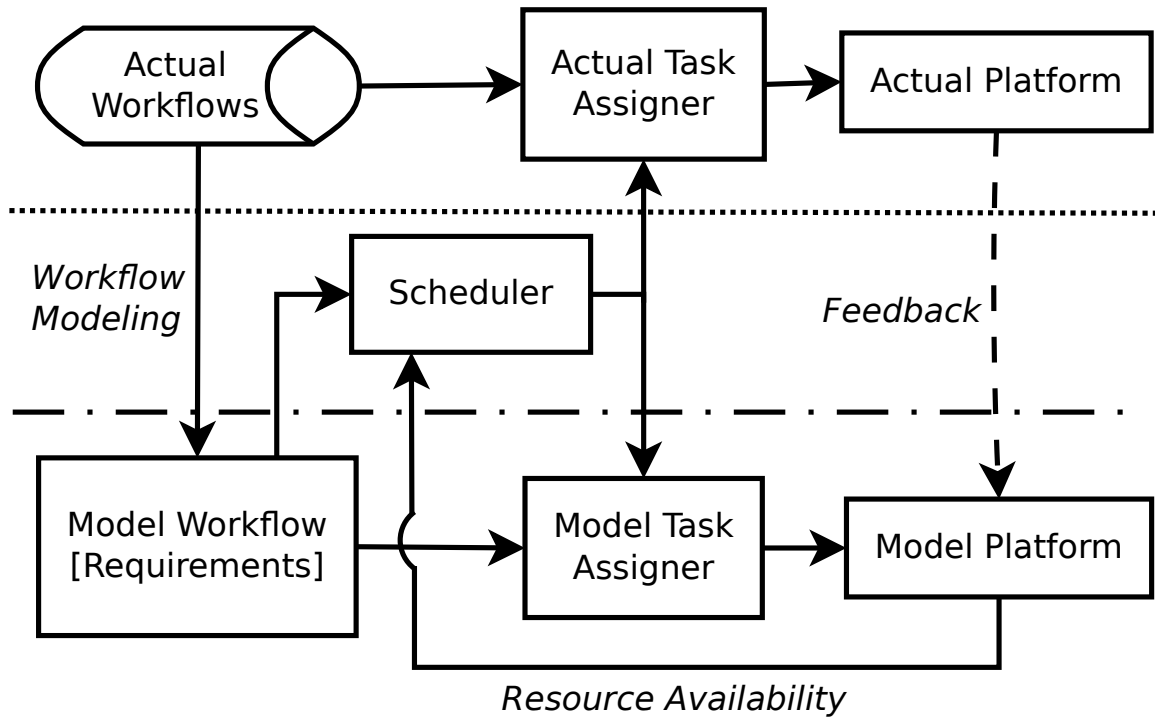 Actual
Workflows
Actual Task
Assigner
Actual Platform
Workflow
Modeling
Scheduler
Feedback
Model Workflow
[Requirements]
Model Task
Assigner
Model Platform
Resource Availability